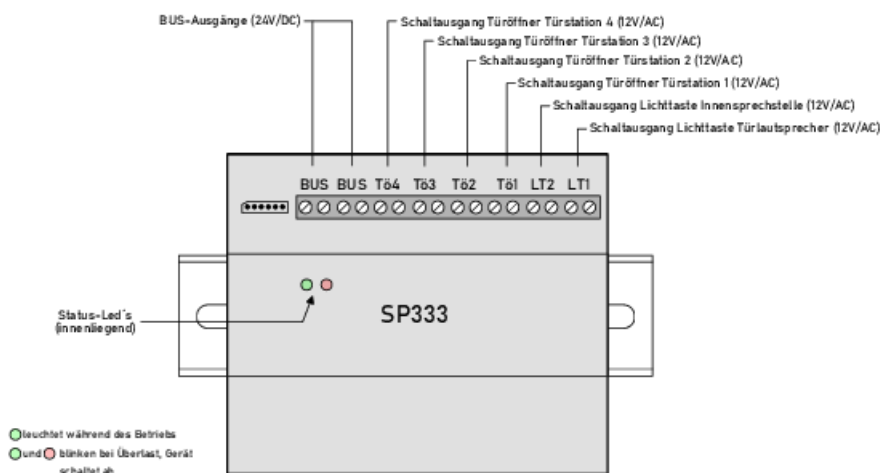 BUS-Ausgänge (24V/DC)
Schaltausgang Türöffner Türstation 4 (12V/AC)
Schaltausgang Türöffner Türstation 3 (12V/AC)
Schaltausgang Türöffner Türstation 2 (12V/AC)
Schaltausgang Türöffner Türstation 1 (12V/AC)
Schaltausgang Lichttaste Innensprechstelle (12V/AC)
Schaltausgang Lichttaste Türlautsprecher (12V/AC)
BUS BUS Tö4 Tö3 Tö2 Tö1 LT2 LT1
SP333
Status-Led´s
(innenliegend)
leuchtet während des Betriebs
und blinken bei Überlast, Gerät
schaltet ab